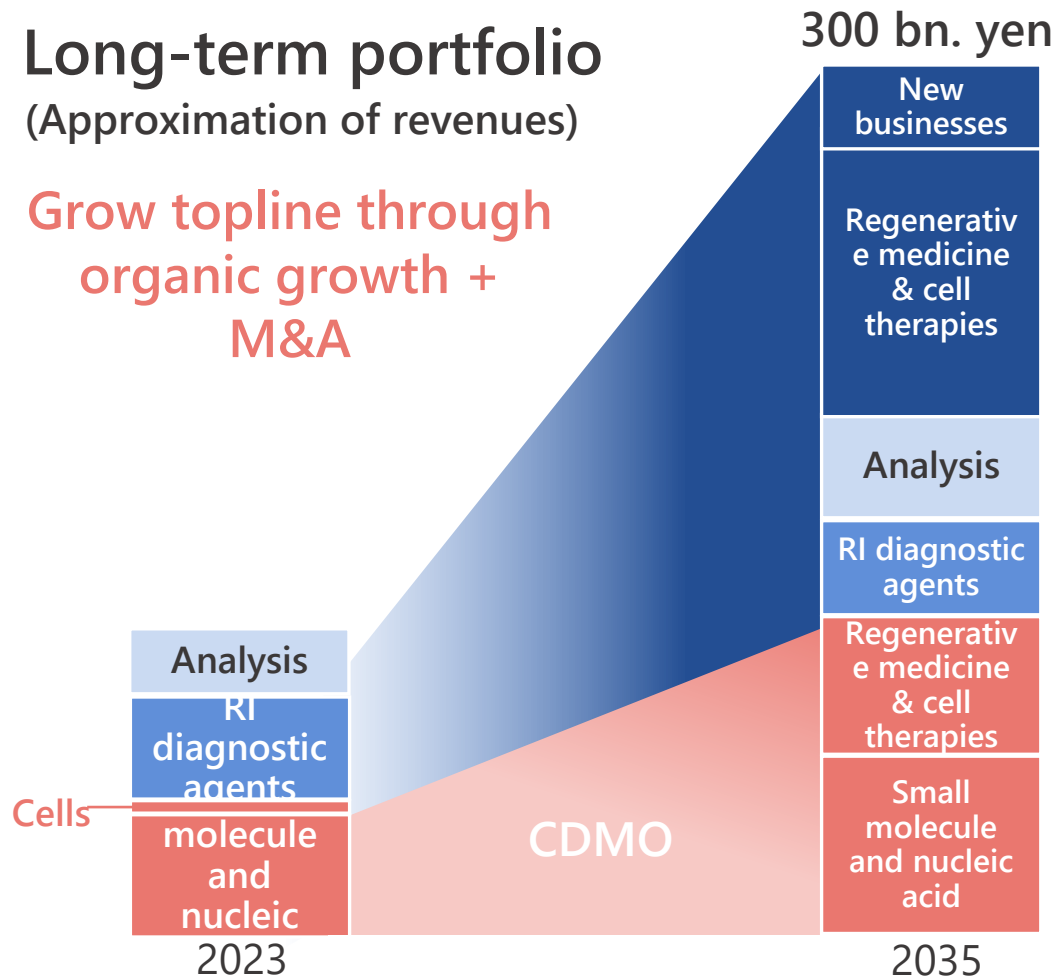 Long-term portfolio
(Approximation of revenues)
Grow topline through
organic growth +
M&A
300 bn. yen
New
businesses
Regenerativ
e medicine
& cell
therapies
Analysis
RI diagnostic
agents
Regenerativ
e medicine
& cell
therapies
Small
molecule
and nucleic
acid
Analysis
RI
diagnostic
agents
Cells
molecule
and
nucleic
CDMO
2023
2035